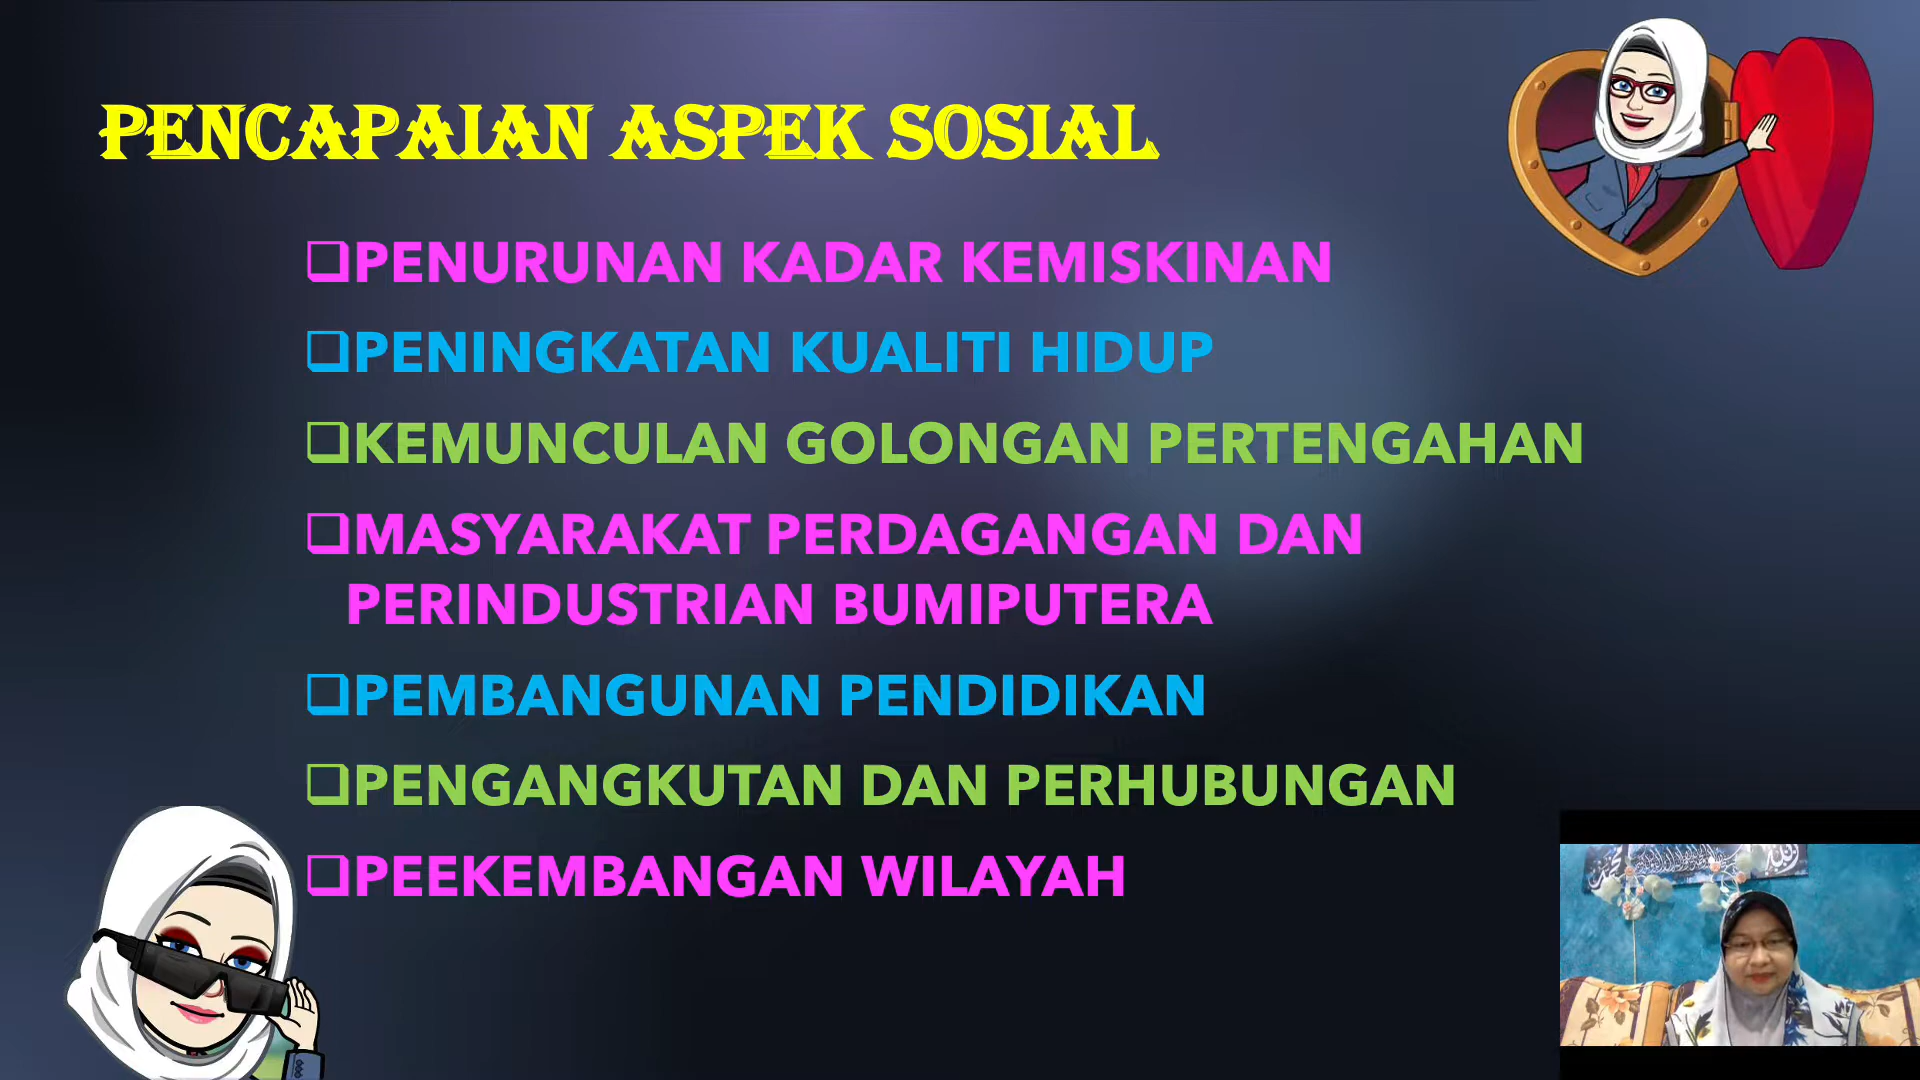 PENCAPAIAN ASPEK SOSIAL
PENURUNAN KADAR KEMISKINAN
PENINGKATAN KUALITI HIDUP
KEMUNCULAN GOLONGAN PERTENGAHAN
MASYARAKAT PERDAGANGAN DAN
PERINDUSTRIAN BUMIPUTERA
PEMBANGUNAN PENDIDIKAN
PENGANGKUTAN DAN PERHUBUNGAN
PEEKEMBANGAN WILAYAH